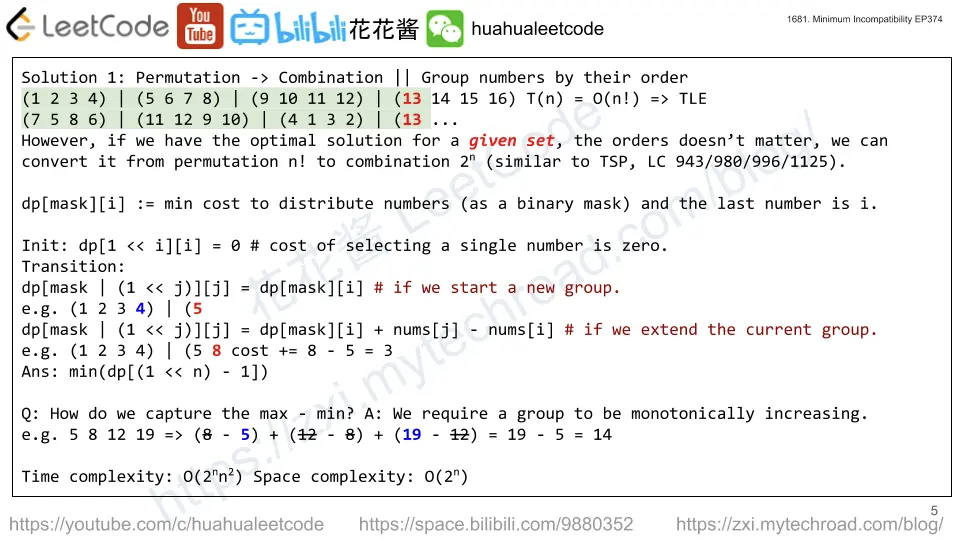 LeetCode You Tube bilibili 花花酱 huahualeetcode
1681. Minimum Incompatibility EP374
Solution 1: Permutation -> Combination || Group numbers by their order
(1 2 3 4) | (5 6 7 8) | (9 10 11 12) | (13 14 15 16) T(n) = O(n!) => TLE
(7 5 8 6) | (11 12 9 10) | (4 1 3 2) | (13 ...
However, if we have the optimal solution for a given set, the orders doesn’t matter, we can
convert it from permutation n! to combination 2ⁿ (similar to TSP, LC 943/980/996/1125).
dp[mask][i] := min cost to distribute numbers (as a binary mask) and the last number is i.
Init: dp[1 << i][i] = 0 # cost of selecting a single number is zero.
Transition:
dp[mask | (1 << j)][j] = dp[mask][i] # if we start a new group.
e.g. (1 2 3 4) | (5
dp[mask | (1 << j)][j] = dp[mask][i] + nums[j] - nums[i] # if we extend the current group.
e.g. (1 2 3 4) | (5 8 cost += 8 - 5 = 3
Ans: min(dp[(1 << n) - 1])
Q: How do we capture the max - min? A: We require a group to be monotonically increasing.
e.g. 5 8 12 19 => (8 - 5) + (12 - 8) + (19 - 12) = 19 - 5 = 14
Time complexity: O(2ⁿn²) Space complexity: O(2ⁿ)
花花酱 LeetCode
https://zxi.mytechroad.com/blog/
5
https://youtube.com/c/huahualeetcode https://space.bilibili.com/9880352 https://zxi.mytechroad.com/blog/